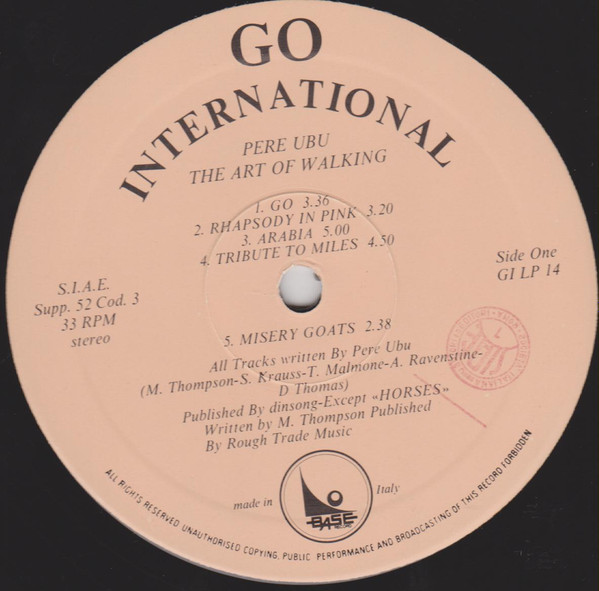 GO
INTERNATIONAL
PERE UBU
THE ART OF WALKING
1. GO 3.36
2. RHAPSODY IN PINK 3.20
3. ARABIA 5.00
4. TRIBUTE TO MILES 4.50
S.I.A.E.
Supp. 52 Cod. 3
33 RPM
stereo
Side One
GI LP 14
5. MISERY GOATS 2.38
All Tracks written By Pere Ubu
(M. Thompson-S. Krauss-T. Malmone-A. Ravenstine-
D Thomas)
Published By dinsong-Except «HORSES»
Written by M. Thompson Published
By Rough Trade Music
made in
BASE
Italy
ALL RIGHTS RESERVED UNAUTHORISED COPYING, PUBLIC PERFORMANCE AND BROADCASTING OF THIS RECORD FORBIDDEN